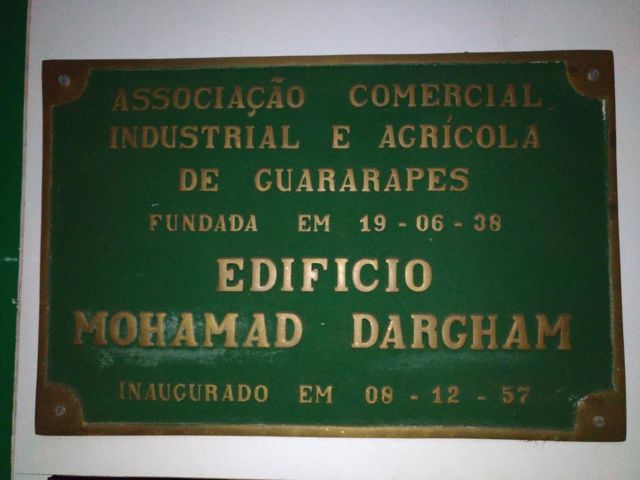 ASSOCIAÇÃO COMERCIAL,
INDUSTRIAL E AGRÍCOLA
DE GUARARAPES
FUNDADA EM 19 - 06 - 38
EDIFICIO
MOHAMAD DARGHAM
INAUGURADO EM 08 - 12 - 57